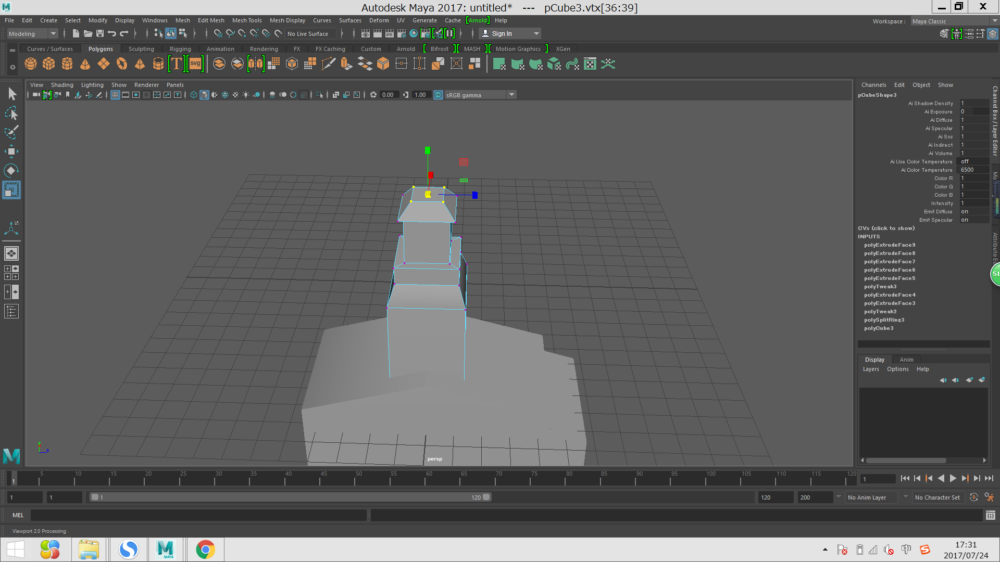 Autodesk Maya 2017: untitled* --- pCube3.vtx[36:39]
File Edit Create Select Modify Display Windows Mesh Edit Mesh Mesh Tools Mesh Display Curves Surfaces Deform UV Generate Cache [Arnold] Help
Workspace : Maya Classic
Modeling No Live Surface Sign In
Curves / Surfaces Polygons Sculpting Rigging Animation Rendering FX FX Caching Custom Arnold Bifrost MASH Motion Graphics XGen
View Shading Lighting Show Renderer Panels
0.00 1.00 sRGB gamma
Channels Edit Object Show
pCubeShape3
Ai Shadow Density 1
Ai Exposure 0
Ai Diffuse 1
Ai Specular 1
Ai Sss 1
Ai Indirect 1
Ai Volume 1
Ai Use Color Temperature off
Ai Color Temperature 6500
Color R 1
Color G 1
Color B 1
Intensity 1
Emit Diffuse on
Emit Specular on
CVs (click to show)
INPUTS
polyExtrudeFace9
polyExtrudeFace8
polyExtrudeFace7
polyExtrudeFace6
polyExtrudeFace5
polyTweak3
polyExtrudeFace4
polyExtrudeFace3
polyTweak2
polySplitRing3
polyCube3
Channel Box / Layer Editor
51
Display Anim
Layers Options Help
persp
1 5 10 15 20 25 30 35 40 45 50 55 60 65 70 75 80 85 90 95 100 105 110 115 120 1
1 1 1 120 120 200 No Anim Layer No Character Set
MEL
Viewport 2.0 Processing
MAYA
中
17:31
2017/07/24